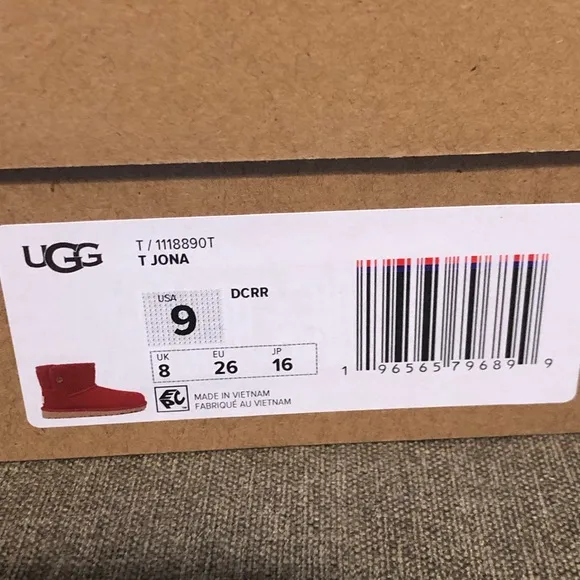 UGG
T / 1118890T
T JONA
USA
9
DCRR
UK EU JP
8 26 16
MADE IN VIETNAM
FABRIQUÉ AU VIETNAM
1 96565 79689 9